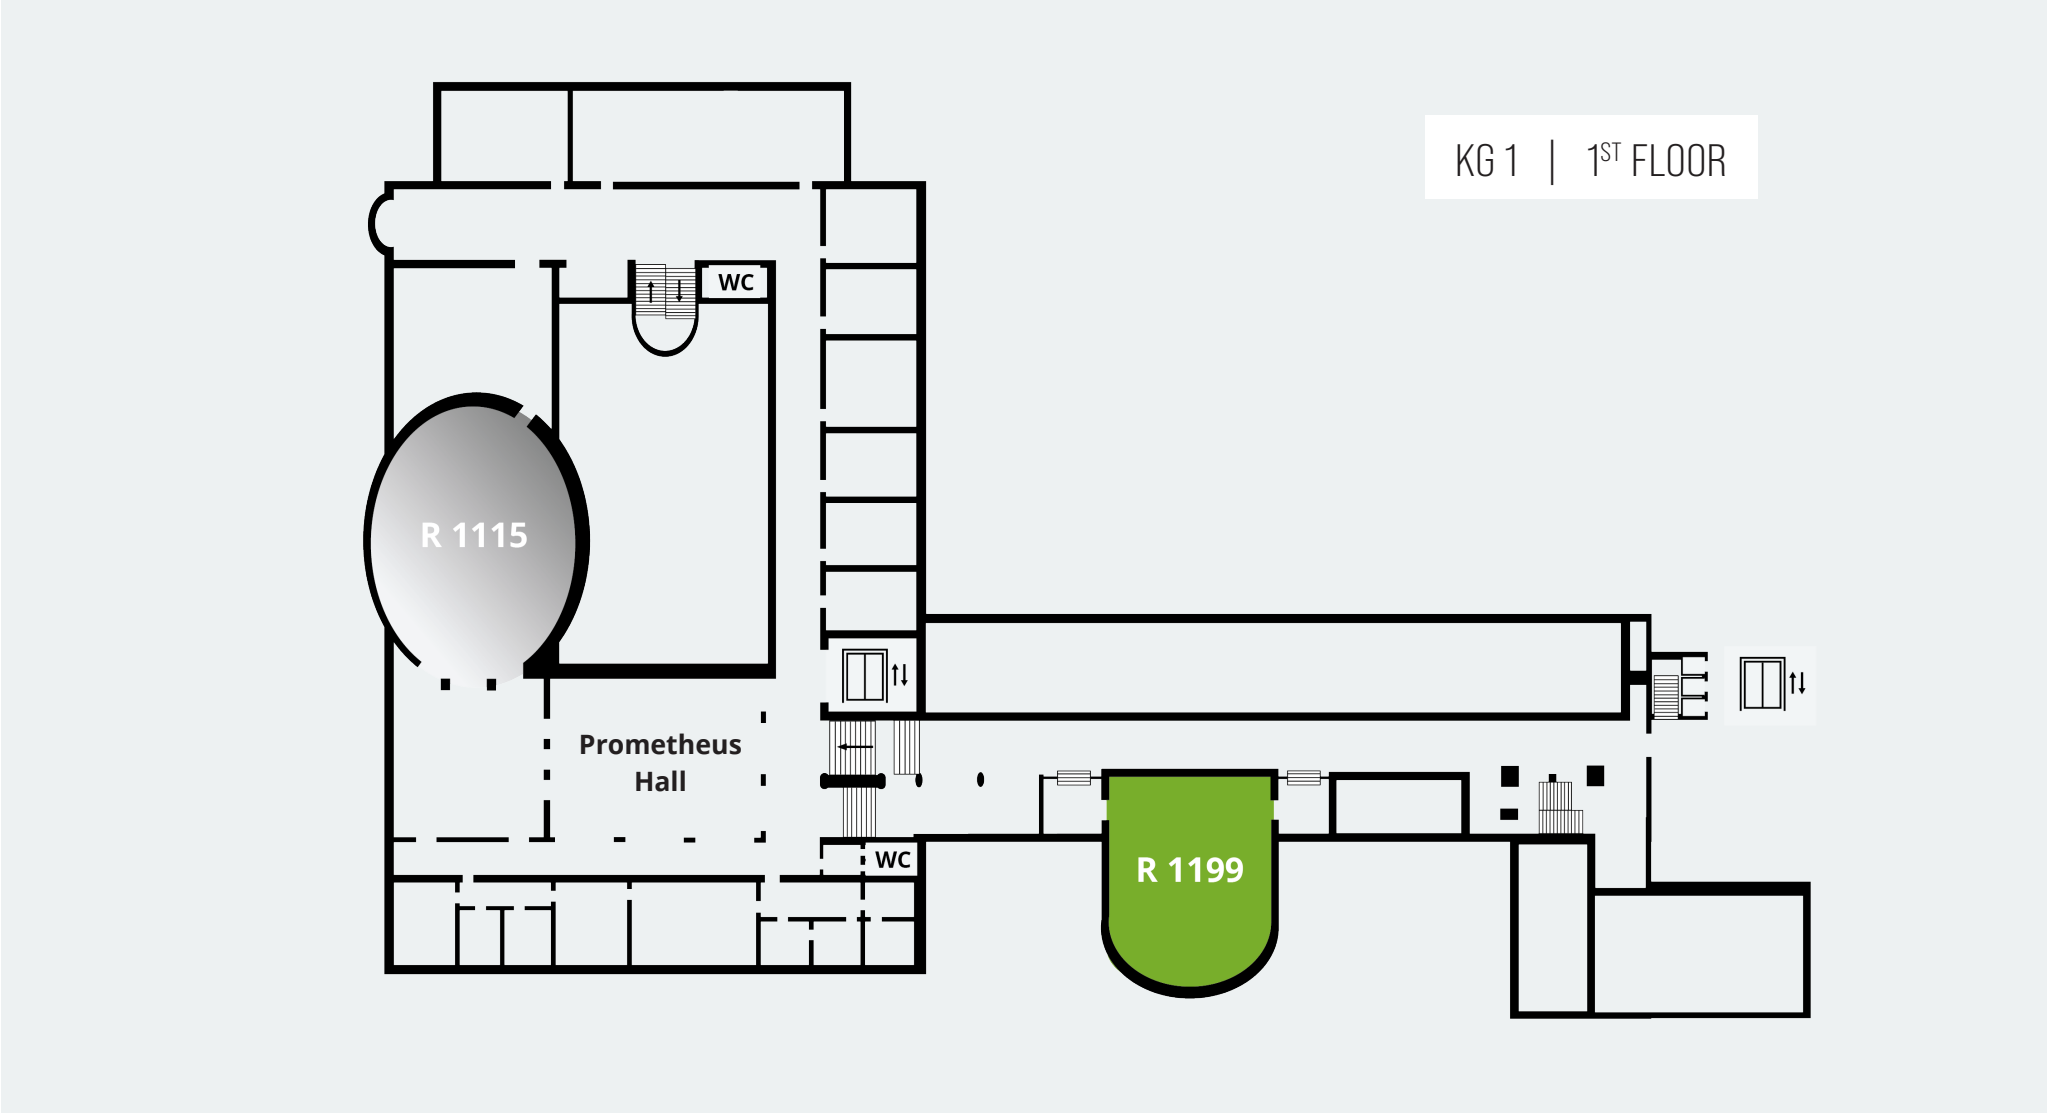 KG 1 | 1ST FLOOR
WC
R 1115
Prometheus
Hall
WC
R 1199